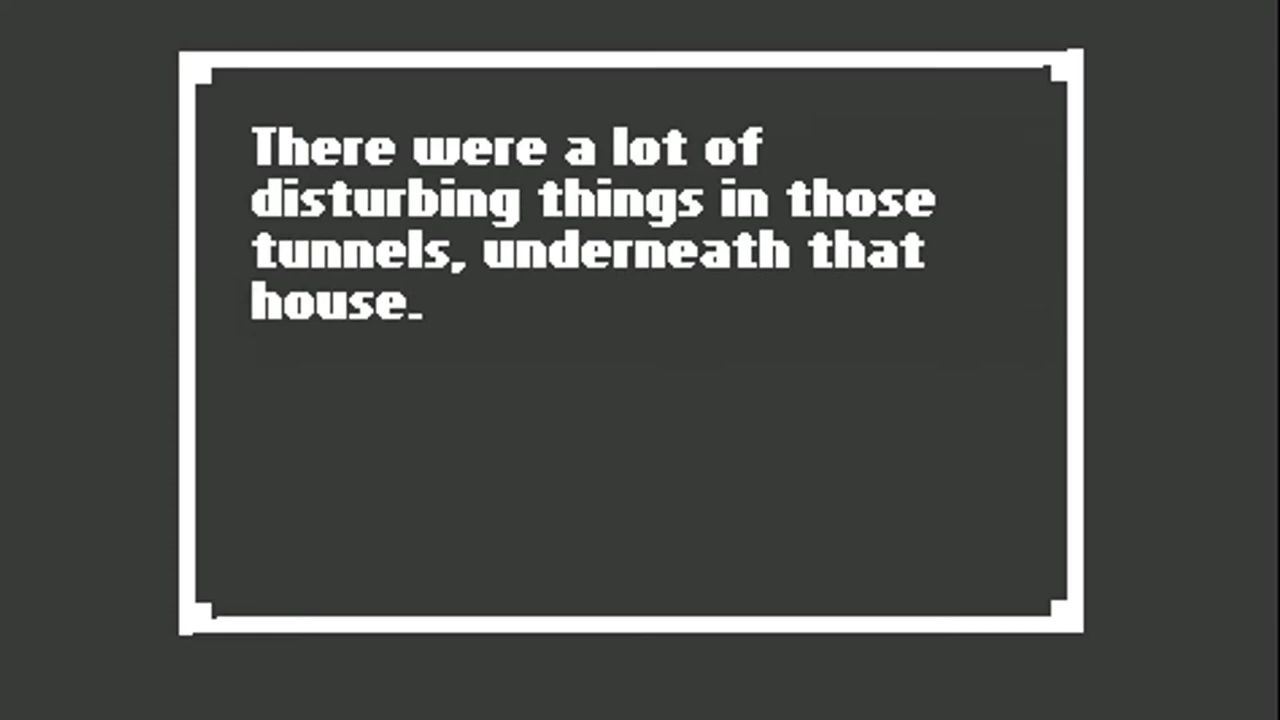 There were a lot of
disturbing things in those
tunnels, underneath that
house.